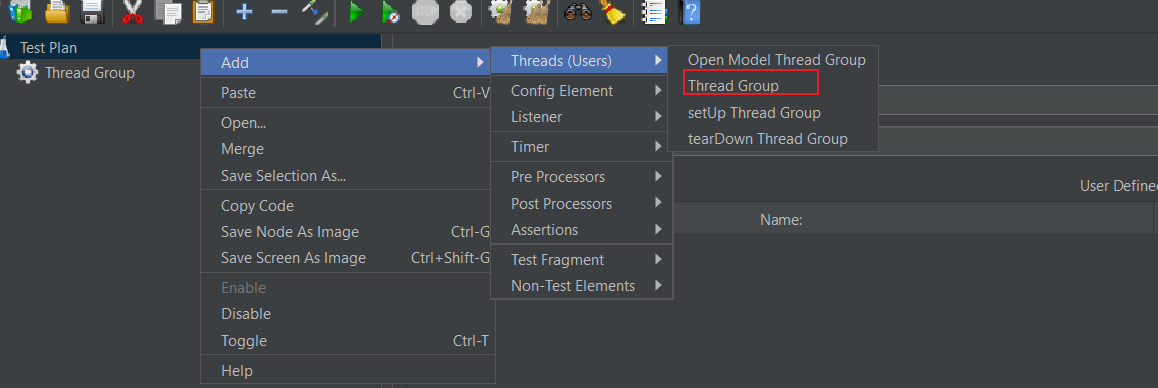 STOP
Test Plan
Thread Group
Add
Paste Ctrl-V
Open...
Merge
Save Selection As...
Copy Code
Save Node As Image Ctrl-G
Save Screen As Image Ctrl+Shift-G
Enable
Disable
Toggle Ctrl-T
Help
Threads (Users)
Config Element
Listener
Timer
Pre Processors
Post Processors
Assertions
Test Fragment
Non-Test Elements
Open Model Thread Group
Thread Group
setUp Thread Group
tearDown Thread Group
User Define
Name: